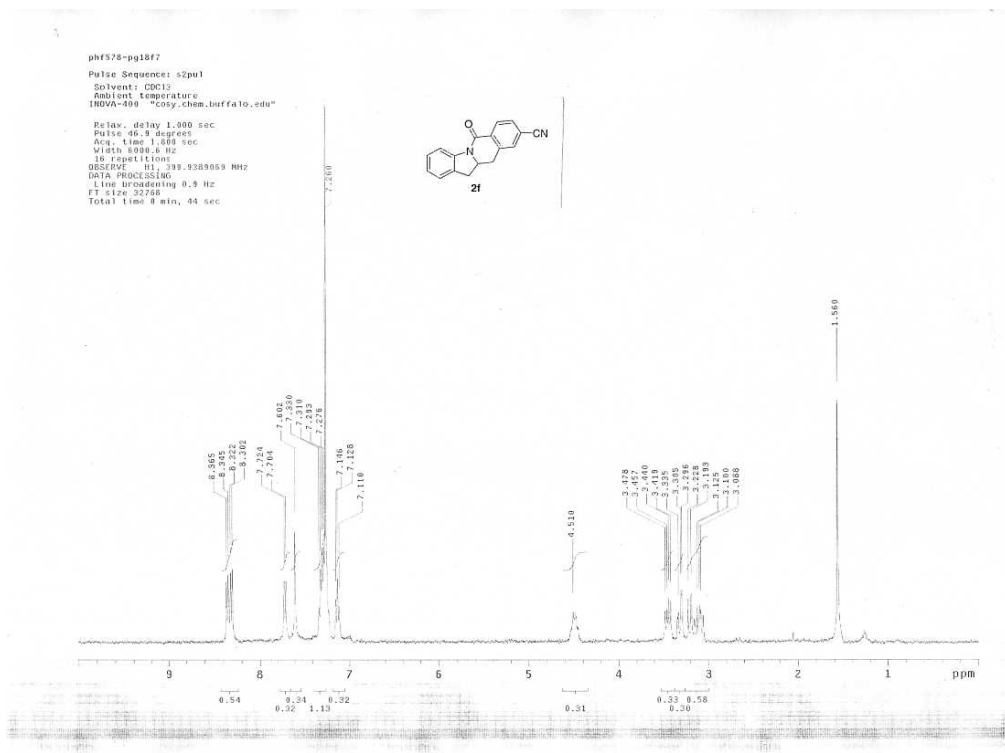 phf578-pg18f7
Pulse Sequence: s2pul
Solvent: CDCl3
Ambient temperature
INOVA-400 "cosy.chem.buffalo.edu"
Relax. delay 1.000 sec
Pulse 46.9 degrees
Acq. time 1.800 sec
Width 6000.6 Hz
16 repetitions
OBSERVE H1, 399.9389069 MHz
DATA PROCESSING
Line broadening 0.9 Hz
FT size 32768
Total time 0 min, 44 sec
O
N
CN
2f
8.365
8.345
8.322
8.302
7.724
7.704
7.602
7.330
7.310
7.293
7.276
7.260
7.146
7.128
7.110
4.510
3.478
3.457
3.440
3.419
3.335
3.305
3.296
3.228
3.193
3.125
3.100
3.088
1.560
9 8 7 6 5 4 3 2 1 ppm
0.54 0.34 0.32 0.31 0.33 0.58
0.32 1.13 0.30